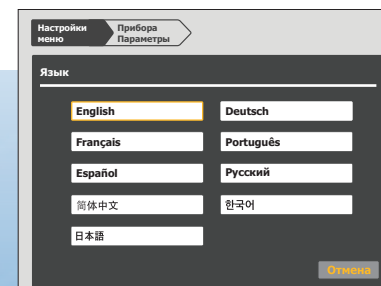 Настройки
меню
Прибора
Параметры
Язык
English
Deutsch
Français
Português
Español
Русский
简体中文
한국어
日本語
Отмена